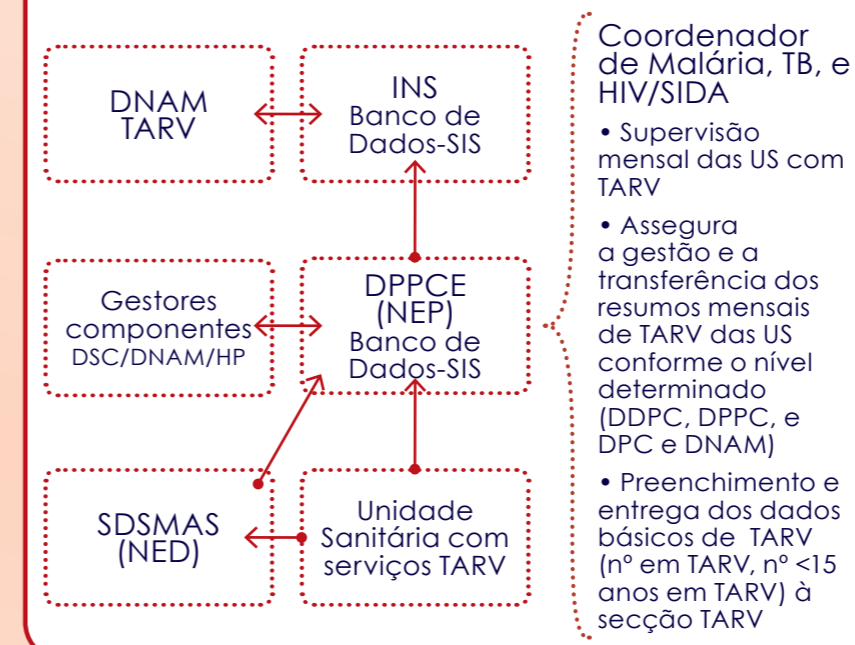 DNAM
TARV
INS
Banco de
Dados-SIS
Gestores
componentes
DSC/DNAM/HP
DPPCE
(NEP)
Banco de
Dados-SIS
SDSMAS
(NED)
Unidade
Sanitária com
serviços TARV
Coordenador
de Malária, TB, e
HIV/SIDA
• Supervisão
mensal das US com
TARV
• Assegura
a gestão e a
transferência dos
resumos mensais
de TARV das US
conforme o nível
determinado
(DDPC, DPPC, e
DPC e DNAM)
• Preenchimento e
entrega dos dados
básicos de TARV
(nº em TARV, nº <15
anos em TARV) à
secção TARV